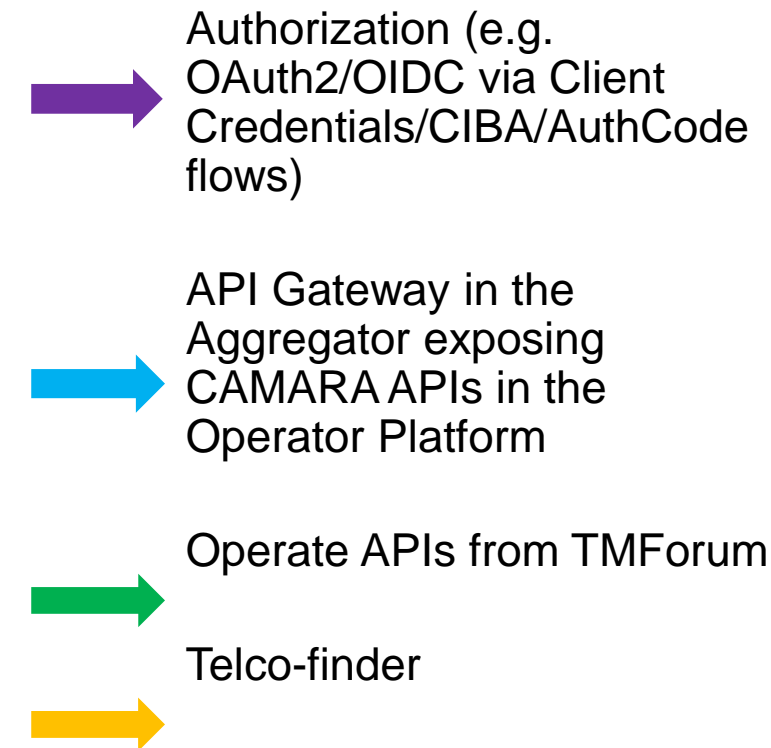 Authorization (e.g.
OAuth2/OIDC via Client
Credentials/CIBA/AuthCode
flows)
API Gateway in the
Aggregator exposing
CAMARA APIs in the
Operator Platform
Operate APIs from TMForum
Telco-finder